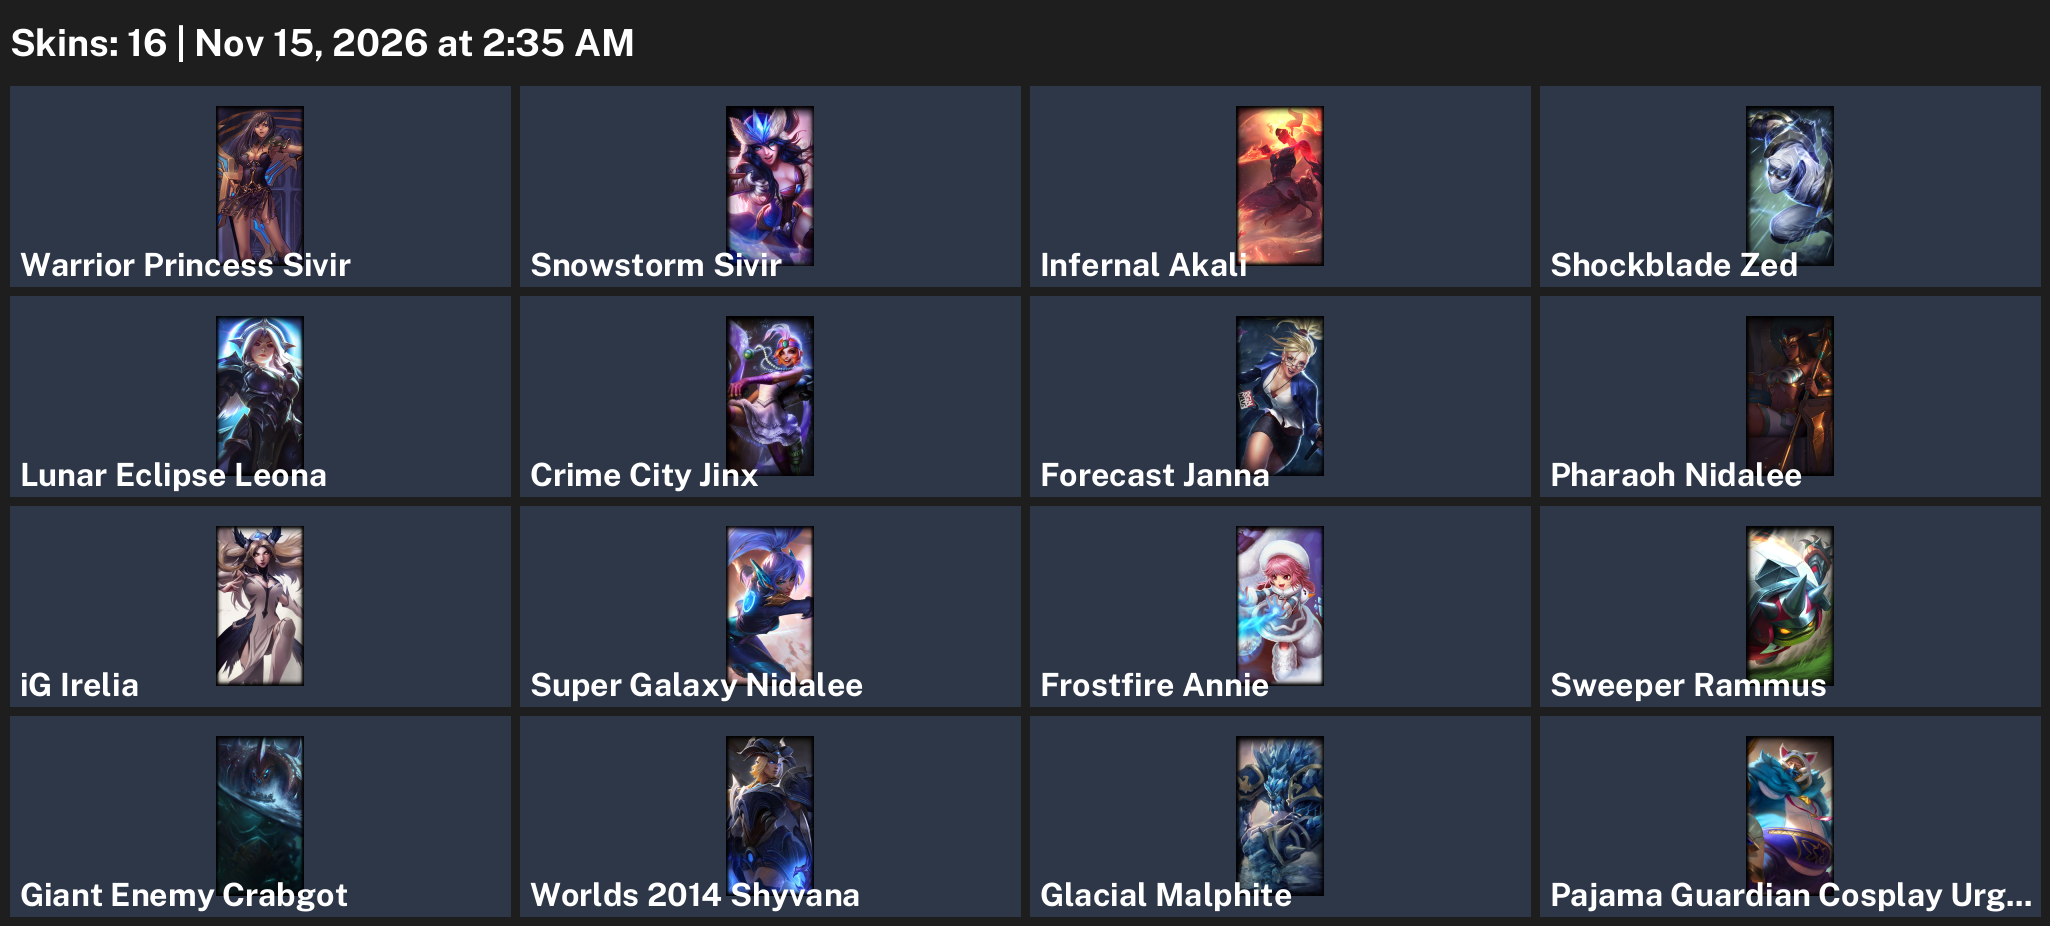 Skins: 16 | Nov 15, 2026 at 2:35 AM
Warrior Princess Sivir
Snowstorm Sivir
Infernal Akali
Shockblade Zed
Lunar Eclipse Leona
Crime City Jinx
Forecast Janna
Pharaoh Nidalee
iG Irelia
Super Galaxy Nidalee
Frostfire Annie
Sweeper Rammus
Giant Enemy Crabgot
Worlds 2014 Shyvana
Glacial Malphite
Pajama Guardian Cosplay Urg...